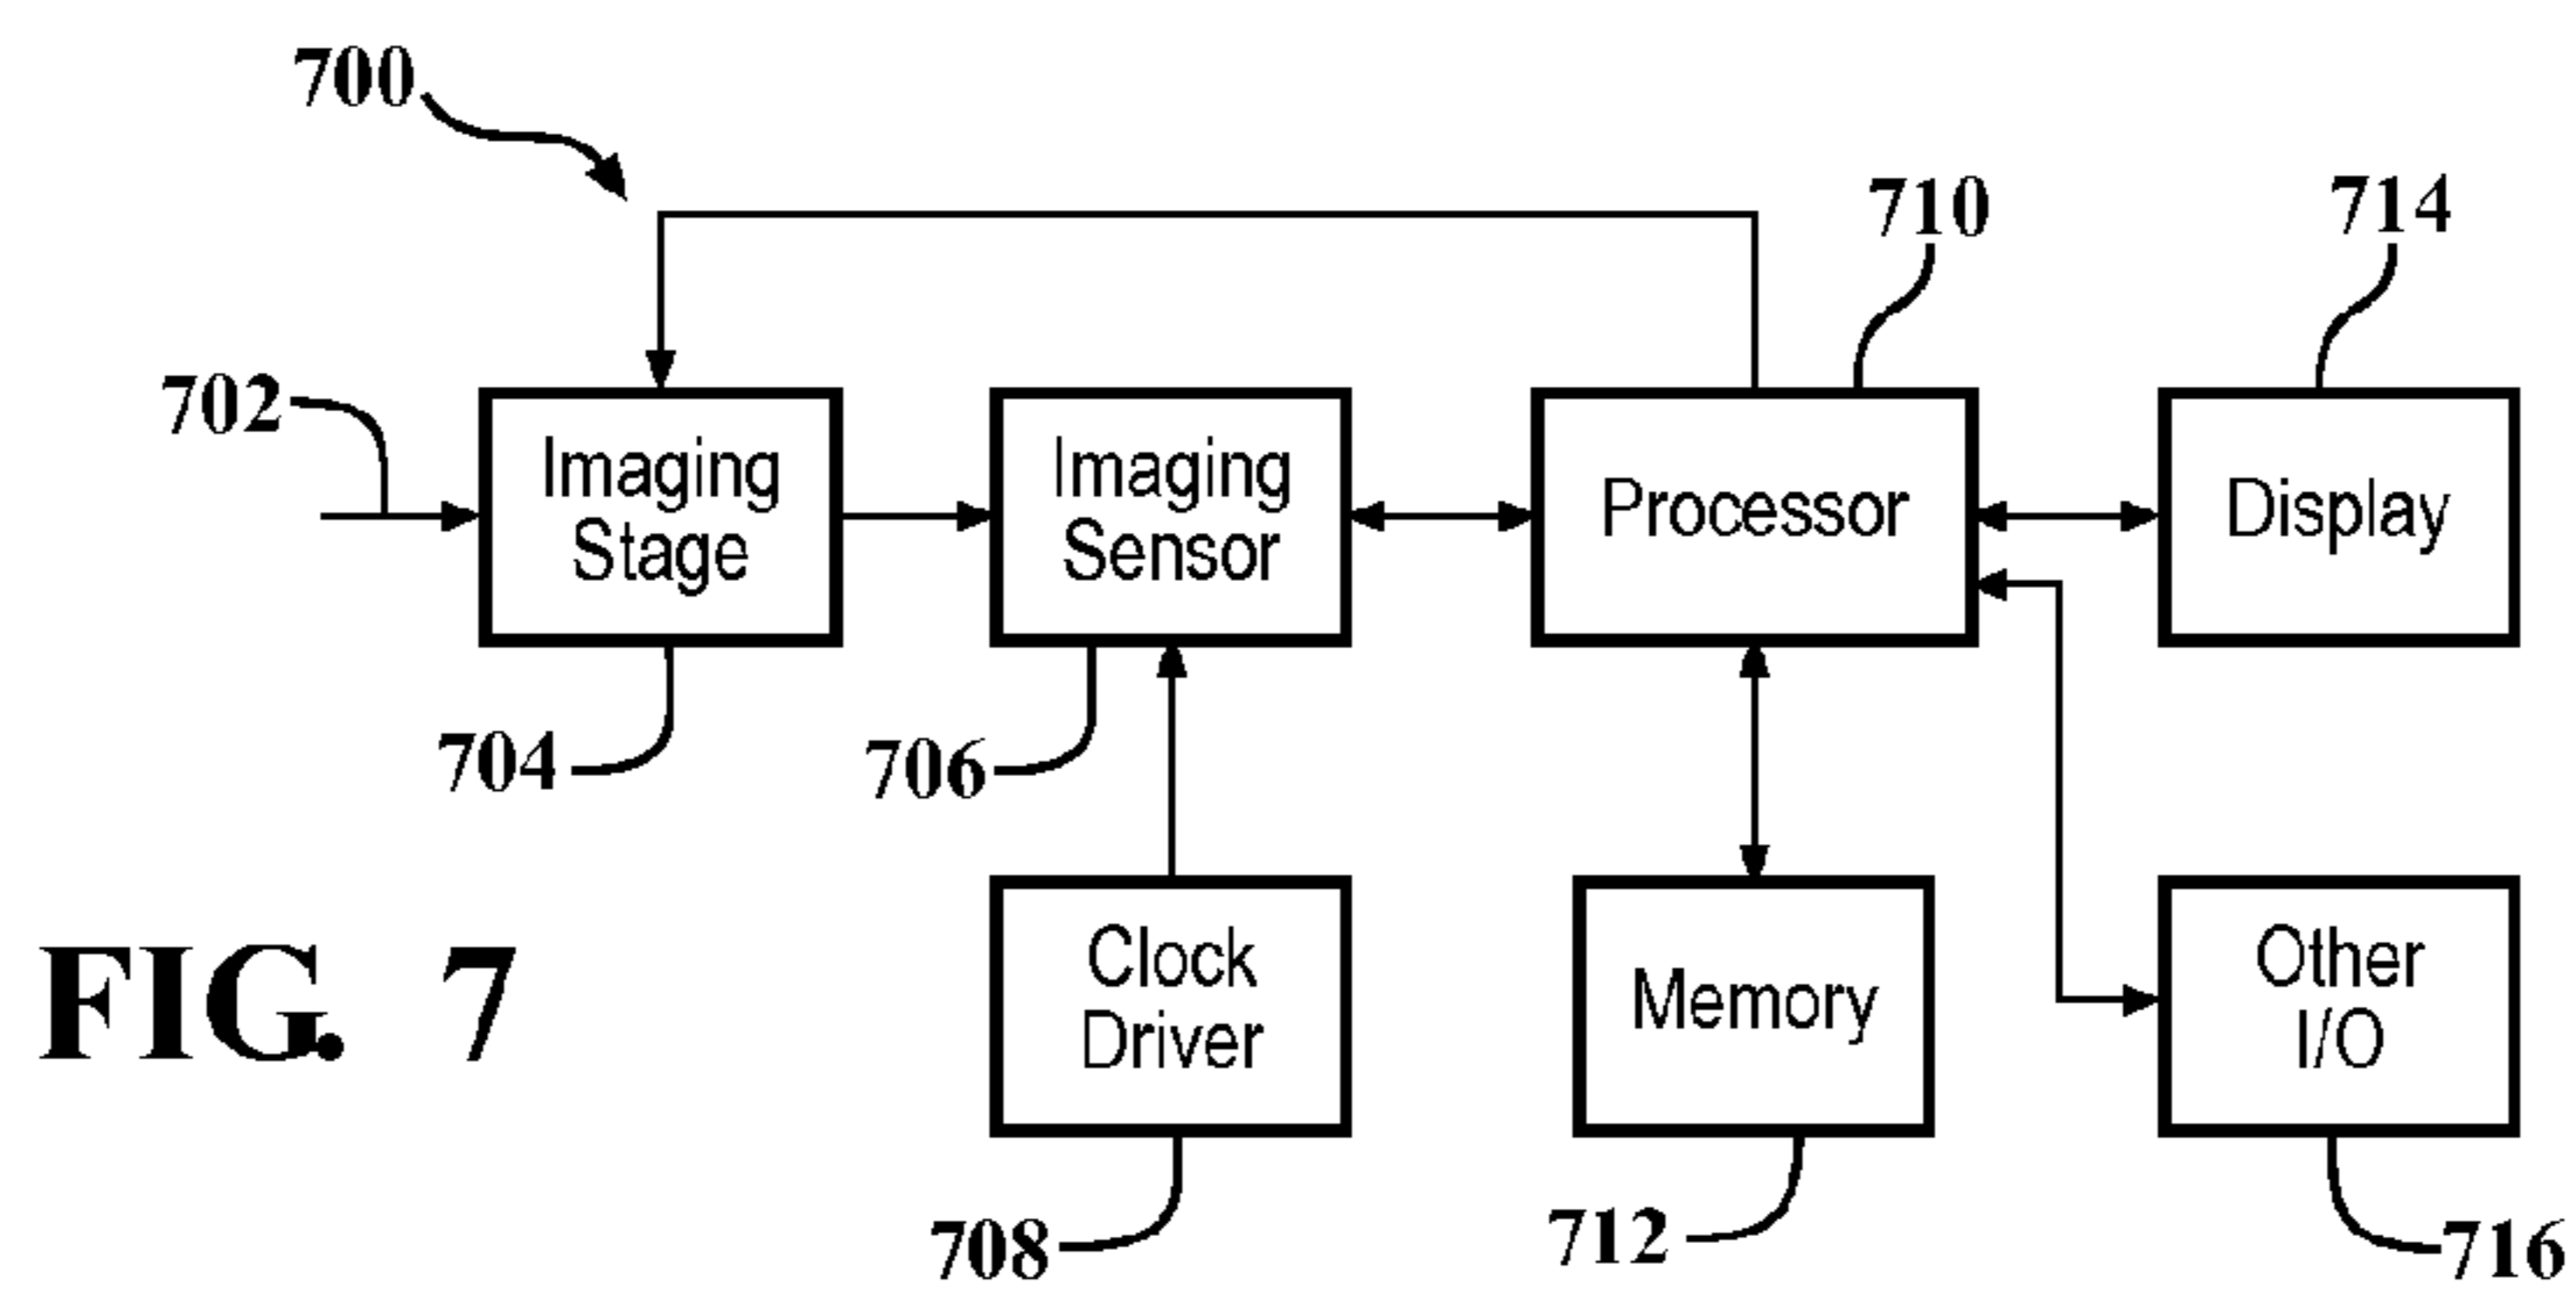 700
710
714
702
Imaging
Stage
Imaging
Sensor
Processor
Display
704
706
Clock
Driver
Memory
Other
I/O
FIG. 7
708
712
716